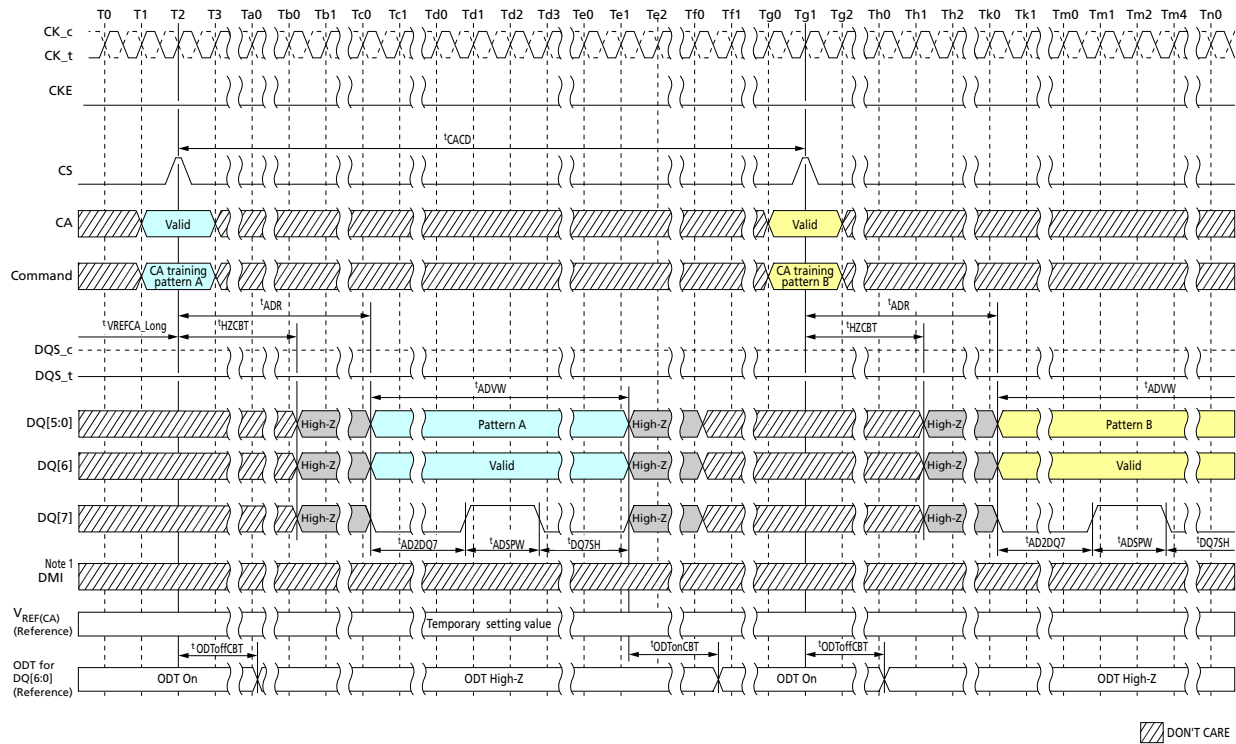 T0 T1 T2 T3 Ta0 Tb0 Tb1 Tc0 Tc1 Td0 Td1 Td2 Td3 Te0 Te1 Te2 Tf0 Tf1 Tg0 Tg1 Tg2 Th0 Th1 Th2 Tk0 Tk1 Tm0 Tm1 Tm2 Tm4 Tn0
CK_c
CK_t
CKE
tCACD
CS
CA Valid Valid
Command CA training pattern A CA training pattern B
tADR tADR
tVREFCA_Long tHZCBT tHZCBT
DQS_c
DQS_t
tADVW tADVW
DQ[5:0] High-Z Pattern A High-Z High-Z Pattern B
DQ[6] High-Z Valid High-Z High-Z Valid
DQ[7] High-Z High-Z High-Z
tAD2DQ7 tADSPW tDQ7SH tAD2DQ7 tADSPW tDQ7SH
Note 1
DMI
VREF(CA)
(Reference) Temporary setting value
tODToffCBT tODTonCBT tODToffCBT
ODT for
DQ[6:0] ODT On ODT High-Z ODT On ODT High-Z
(Reference)
DON'T CARE